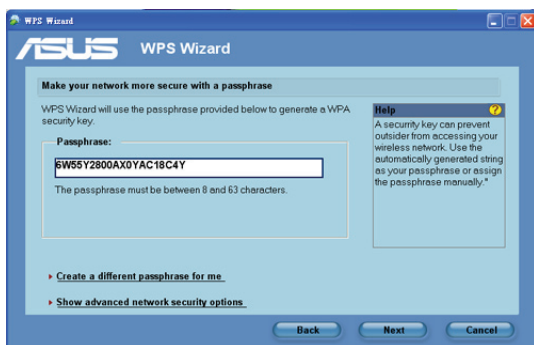 WPS Wizard
ASUS WPS Wizard
Make your network more secure with a passphrase
WPS Wizard will use the passphrase provided below to generate a WPA
security key.
Passphrase:
6W55Y2800AX0YAC18C4Y
The passphrase must be between 8 and 63 characters.
Create a different passphrase for me
Show advanced network security options
Help ?
A security key can prevent
outsider from accessing your
wireless network. Use the
automatically generated string
as your passphrase or assign
the passphrase manually."
Back Next Cancel